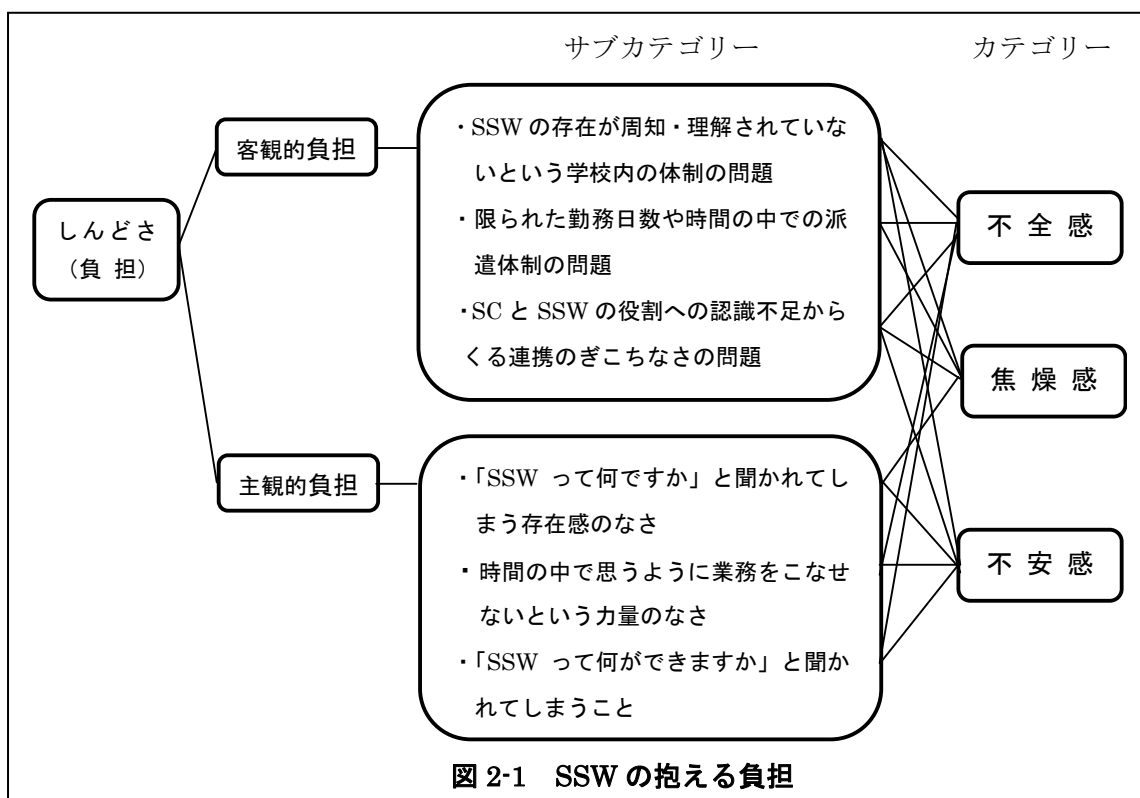 サブカテゴリー
カテゴリー
しんどさ
（負 担）
客観的負担
・SSW の存在が周知・理解されていな
いという学校内の体制の問題
・限られた勤務日数や時間の中での派
遣体制の問題
・SC と SSW の役割への認識不足から
くる連携のぎこちなさの問題
主観的負担
・「SSW って何ですか」と聞かれてし
まう存在感のなさ
・時間の中で思うように業務をこなせ
ないという力量のなさ
・「SSW って何ができますか」と聞か
れてしまうこと
不 全 感
焦 燥 感
不 安 感
図 2-1 SSW の抱える負担